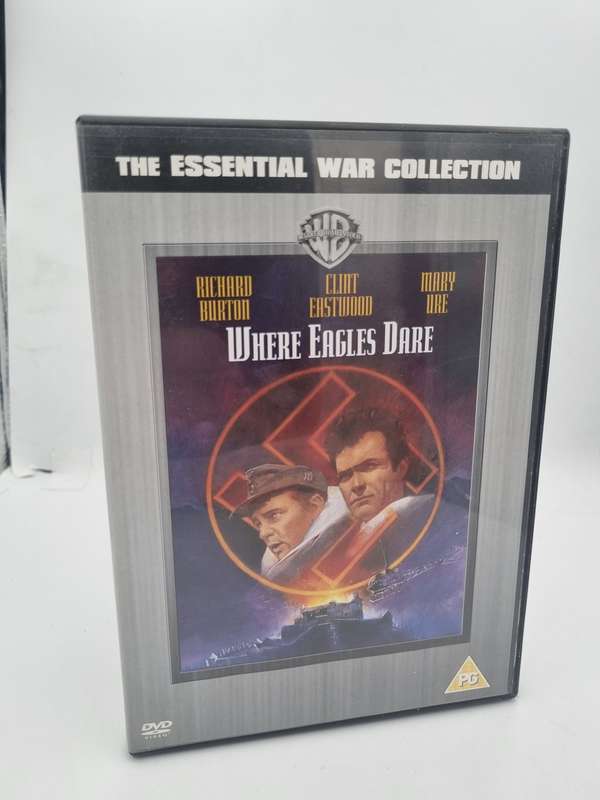 THE ESSENTIAL WAR COLLECTION
WB
RICHARD CLINT MARY
BURTON EASTWOOD URE
WHERE EAGLES DARE
PG
DVD
VIDEO